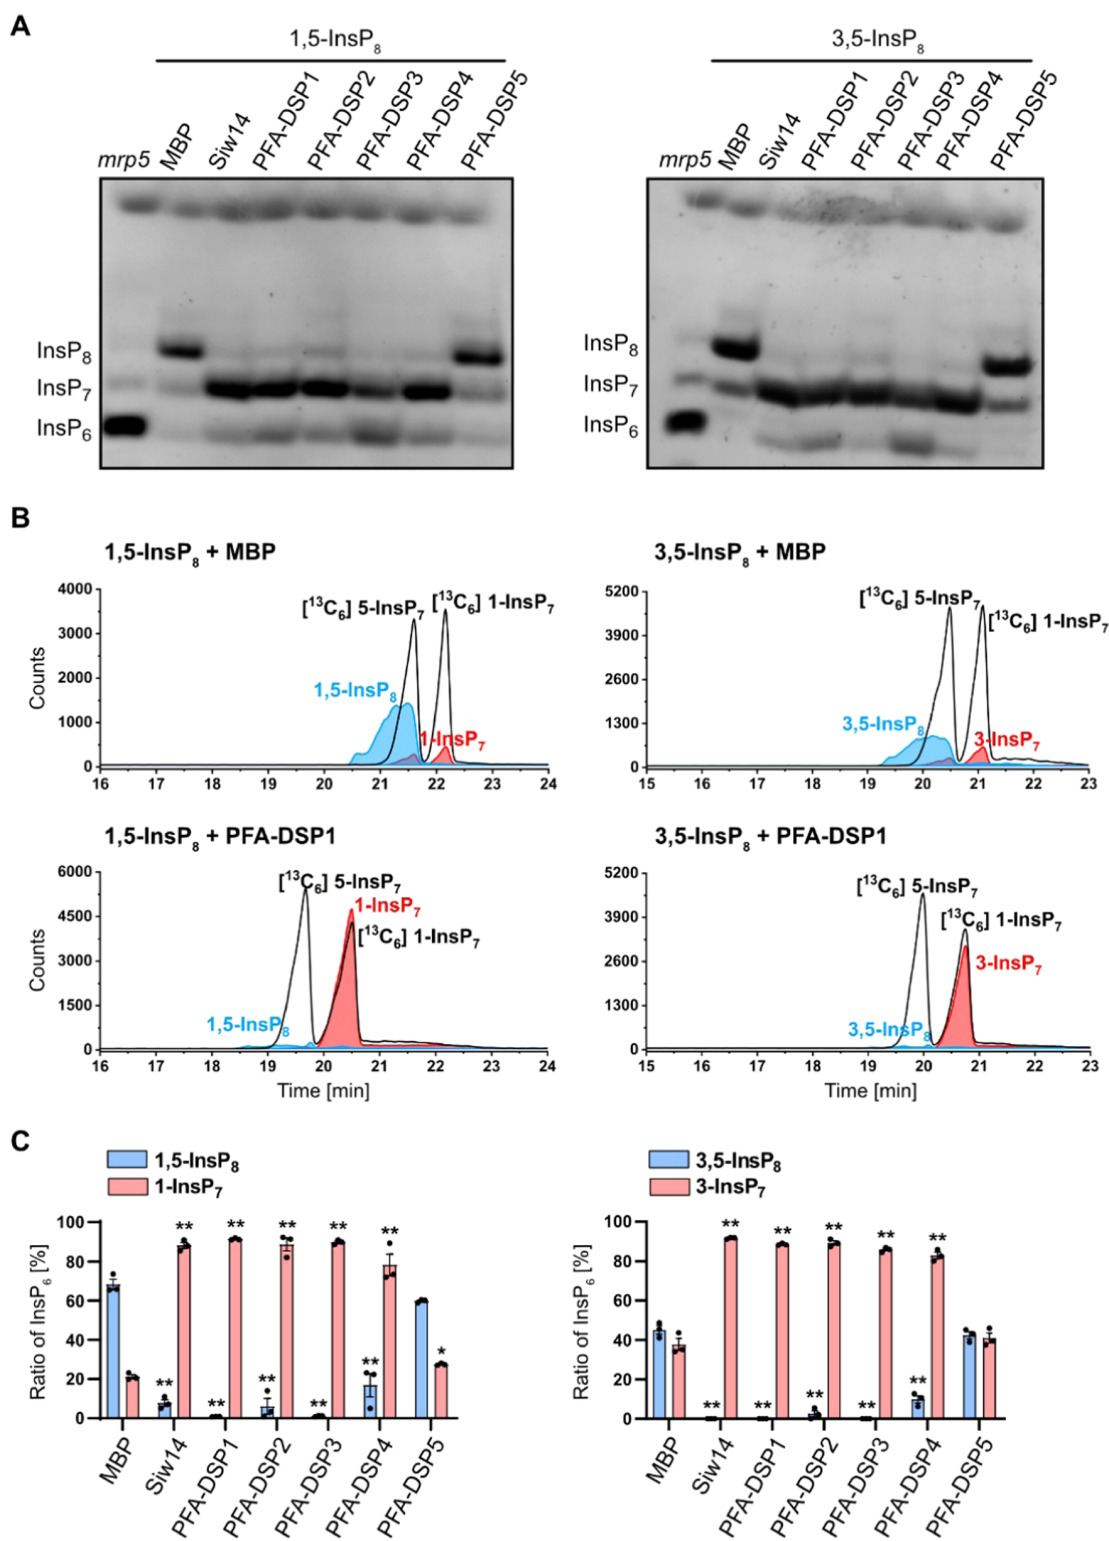 A
1,5-InsP8
3,5-InsP8
mrp5 MBP Siw14 PFA-DSP1 PFA-DSP2 PFA-DSP3 PFA-DSP4 PFA-DSP5
mrp5 MBP Siw14 PFA-DSP1 PFA-DSP2 PFA-DSP3 PFA-DSP4 PFA-DSP5
InsP8
InsP7
InsP6
InsP8
InsP7
InsP6
B
1,5-InsP8 + MBP
Counts
4000
3000
2000
1000
0
[13C6] 5-InsP7
[13C6] 1-InsP7
1,5-InsP8
1-InsP7
16 17 18 19 20 21 22 23 24
3,5-InsP8 + MBP
5200
3900
2600
1300
0
[13C6] 5-InsP7
[13C6] 1-InsP7
3,5-InsP8
3-InsP7
15 16 17 18 19 20 21 22 23
1,5-InsP8 + PFA-DSP1
Counts
6000
4500
3000
1500
0
[13C6] 5-InsP7
1-InsP7
[13C6] 1-InsP7
1,5-InsP8
16 17 18 19 20 21 22 23 24
Time [min]
3,5-InsP8 + PFA-DSP1
5200
3900
2600
1300
0
[13C6] 5-InsP7
[13C6] 1-InsP7
3-InsP7
3,5-InsP8
15 16 17 18 19 20 21 22 23
Time [min]
C
1,5-InsP8
1-InsP7
Ratio of InsP6 [%]
100
80
60
40
20
0
** ** ** ** **
** ** ** ** ** *
MBP Siw14 PFA-DSP1 PFA-DSP2 PFA-DSP3 PFA-DSP4 PFA-DSP5
3,5-InsP8
3-InsP7
Ratio of InsP6 [%]
100
80
60
40
20
0
** ** ** ** **
** ** ** ** **
MBP Siw14 PFA-DSP1 PFA-DSP2 PFA-DSP3 PFA-DSP4 PFA-DSP5